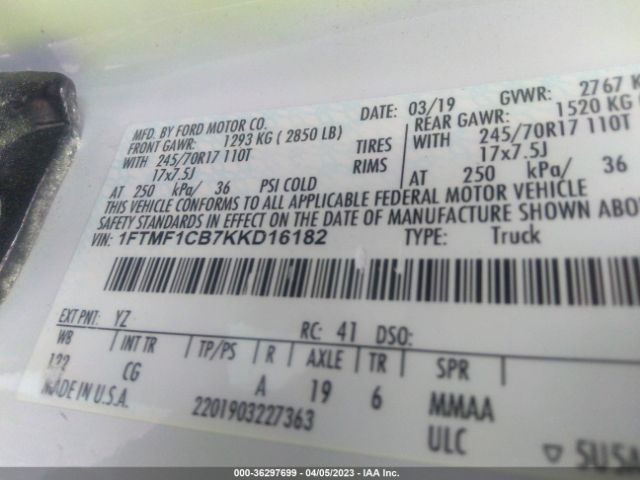 MFD. BY FORD MOTOR CO. DATE: 03/19 GVWR: 2767 K
FRONT GAWR: 1293 KG ( 2850 LB) REAR GAWR: 1520 KG
WITH 245/70R17 110T TIRES WITH 245/70R17 110T
17x7.5J RIMS 17x7.5J
AT 250 kPa/ 36 PSI COLD AT 250 kPa/ 36
THIS VEHICLE CONFORMS TO ALL APPLICABLE FEDERAL MOTOR VEHICLE
SAFETY STANDARDS IN EFFECT ON THE DATE OF MANUFACTURE SHOWN ABO
VIN: 1FTMF1CB7KKD16182 TYPE: Truck
EXT PNT: YZ RC: 41 DSO:
WB INT TR TP/PS R AXLE TR SPR
122 CG A 19 6 MMAA
MADE IN U.S.A. 2201903227363 ULC
000-36297699 - 04/05/2023 - IAA Inc.